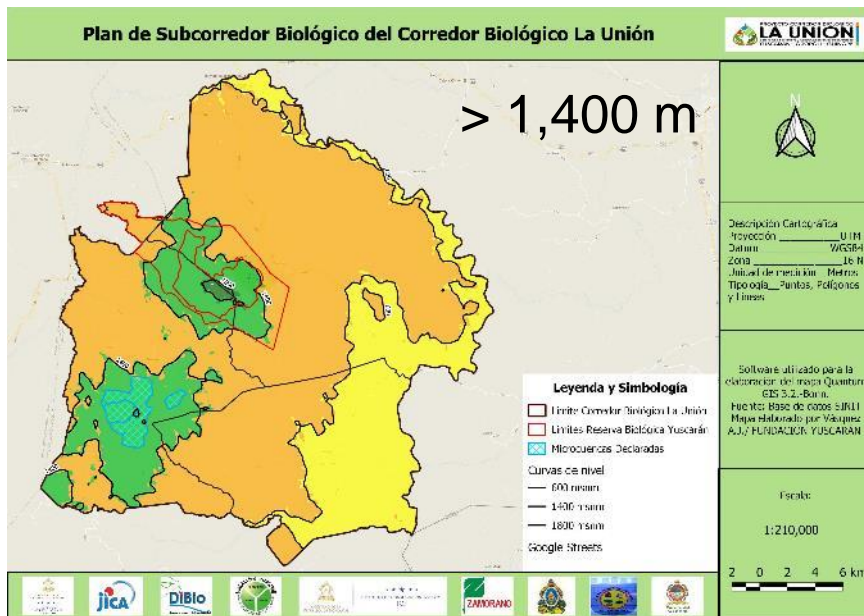 Plan de Subcorredor Biológico del Corredor Biológico La Unión
LA UNIÓN
> 1,400 m
N
Descripción Cartográfica
Proyección UTM
Datum WGS84
Zona 16 N
Unidad de medición Metros
Tipología Puntos, Polígonos
y Líneas
Software utilizado para la
elaboración del mapa Quantum
GIS 3.2.-Bonn.
Fuente: Base de datos SINIT
Mapa elaborado por Vásquez
A.J./ FUNDACION YUSCARAN
Leyenda y Simbología
Límite Corredor Biológico La Unión
Límites Reserva Biológica Yuscarán
Microcuencas Declaradas
Curvas de nivel
600 msnm
1400 msnm
1800 msnm
Google Streets
Escala:
1:210,000
2 0 2 4 6 km
jica
DiBio
ZAMORANO